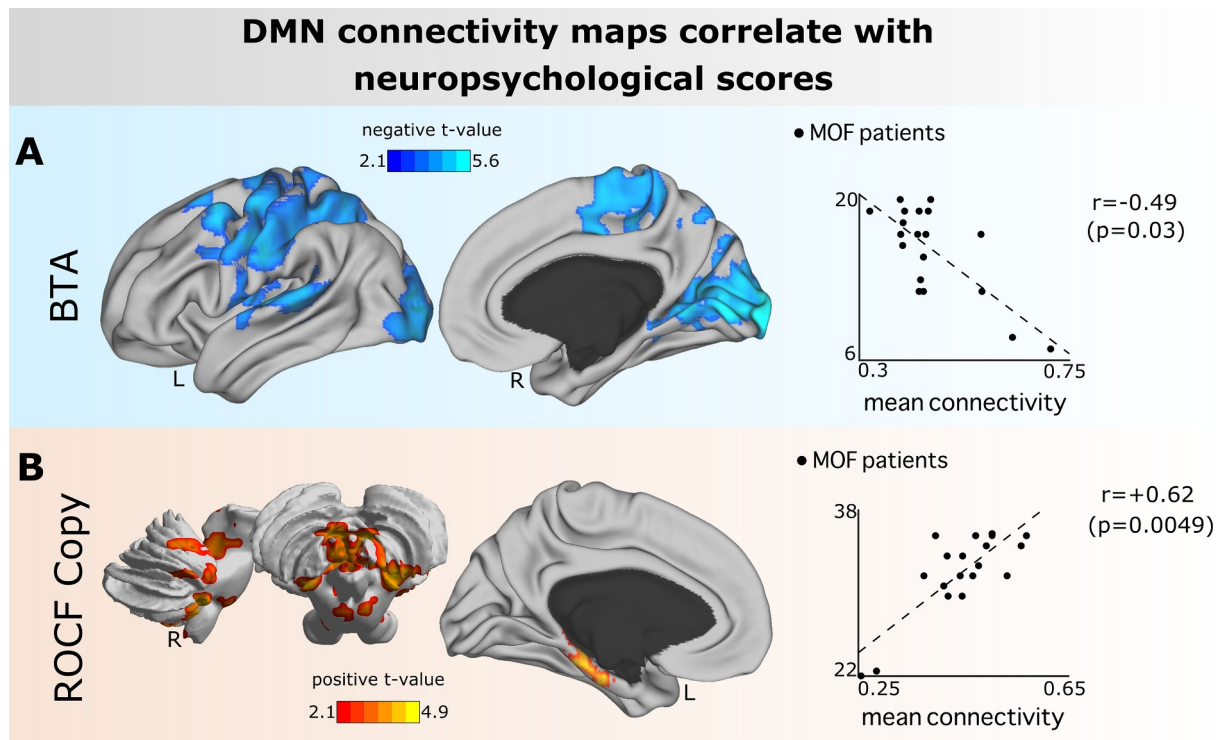 DMN connectivity maps correlate with
neuropsychological scores
A
BTA
negative t-value
2.1 5.6
L
R
● MOF patients
20
6
0.3 0.75
mean connectivity
r=-0.49
(p=0.03)
B
ROCF Copy
R
positive t-value
2.1 4.9
L
● MOF patients
38
22
0.25 0.65
mean connectivity
r=+0.62
(p=0.0049)